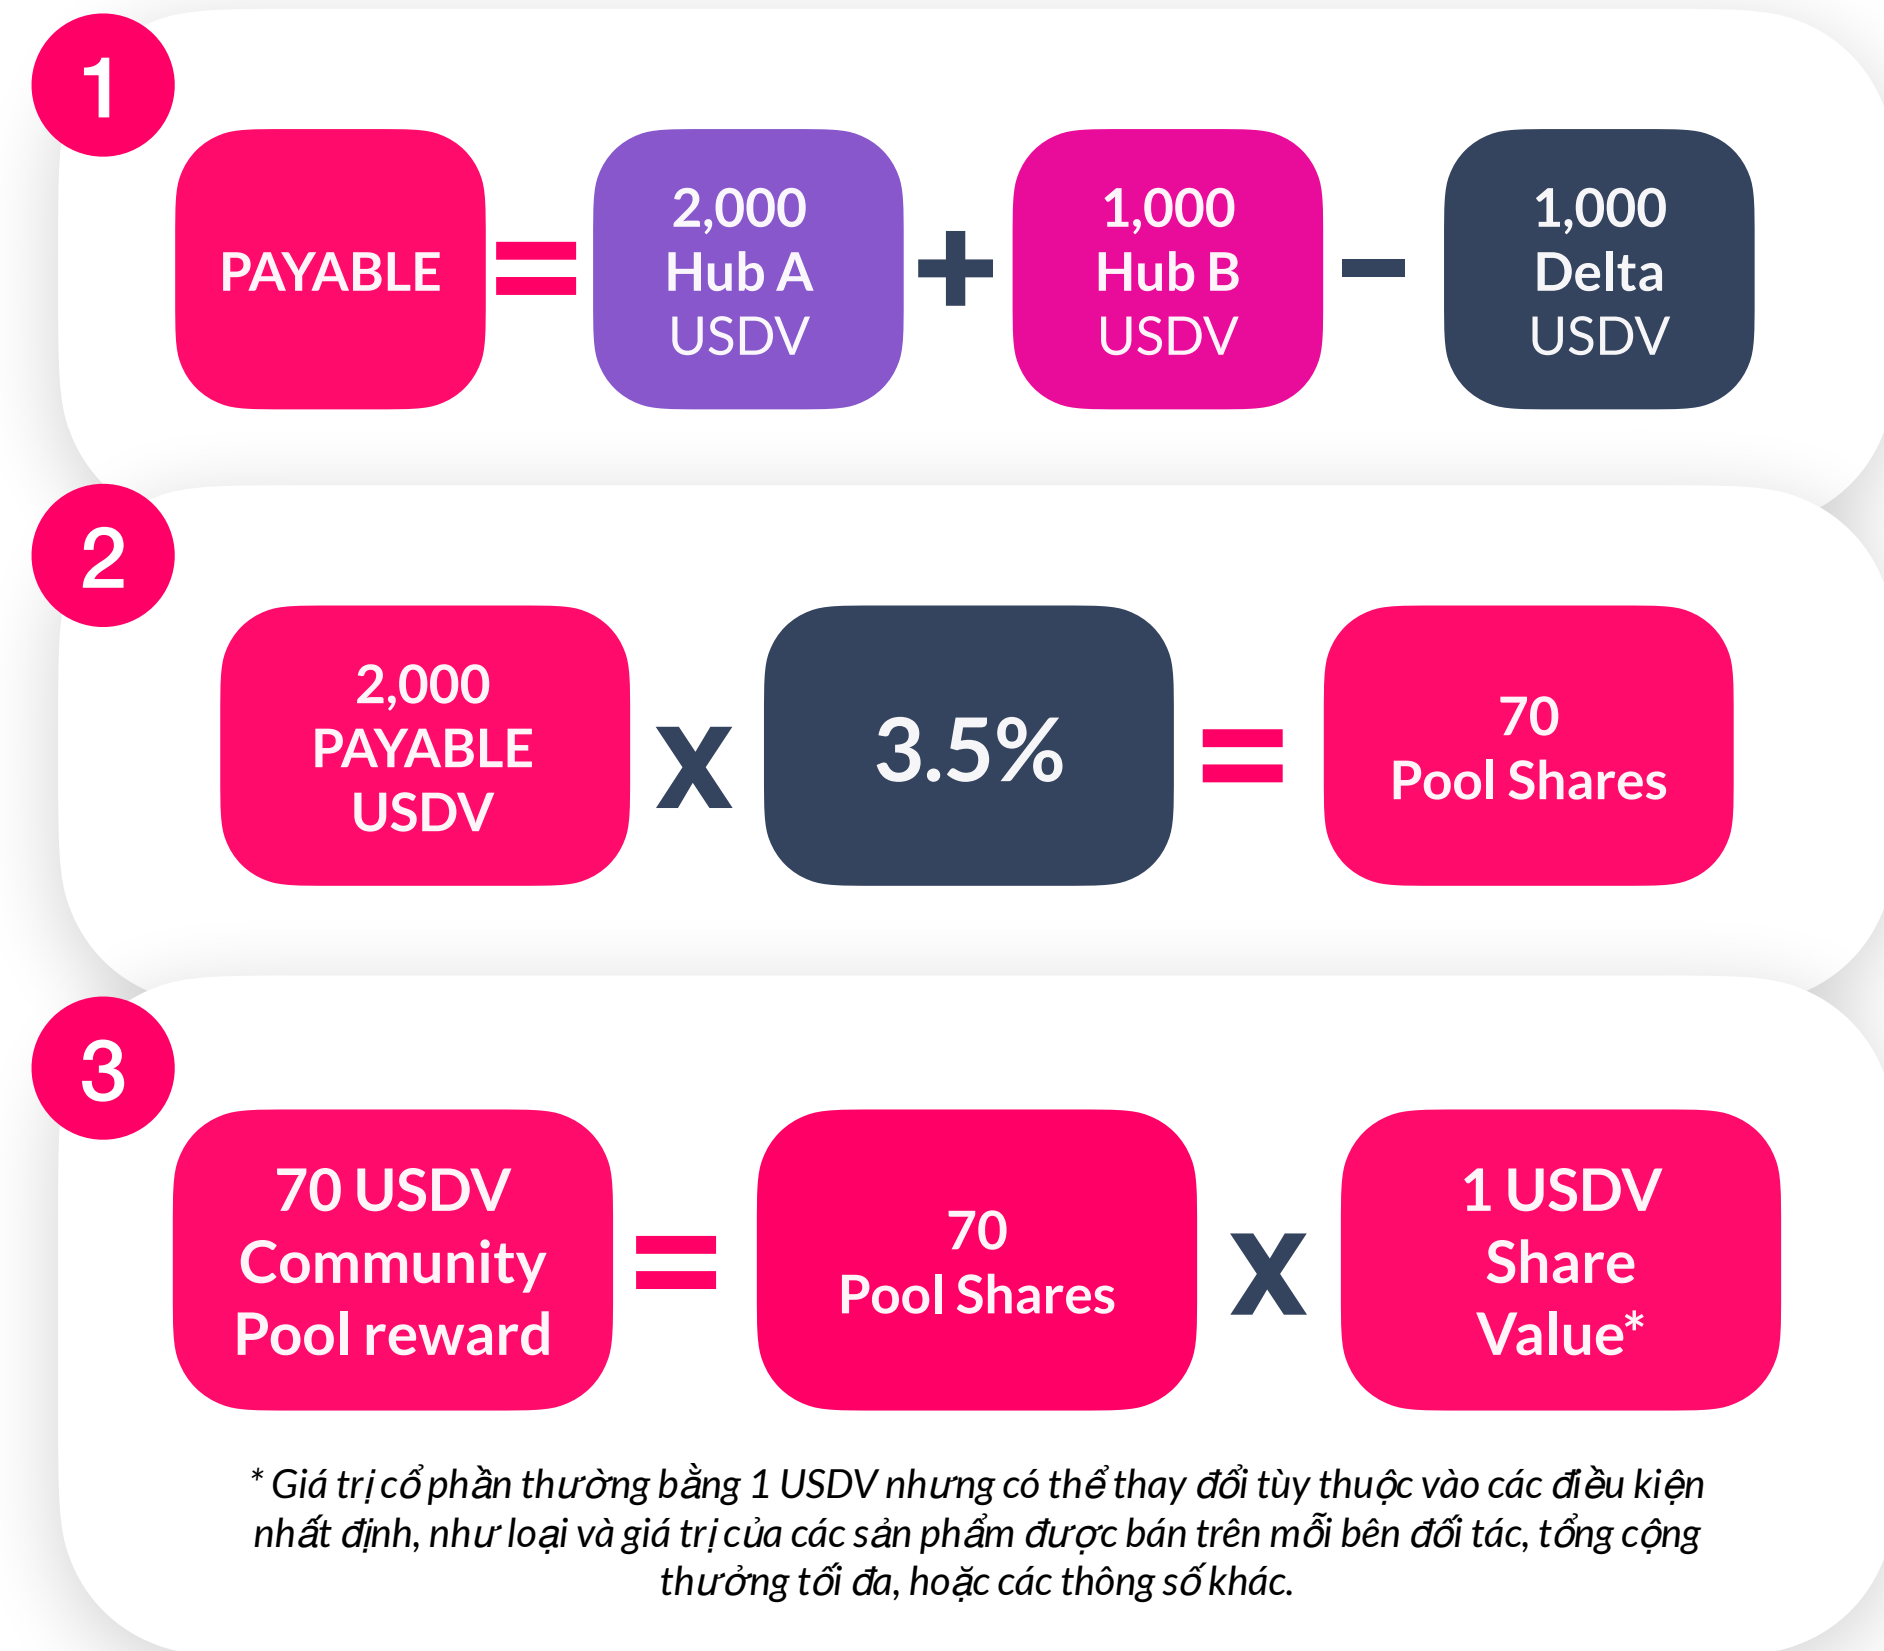 1
PAYABLE
=
2,000
Hub A
USDV
+
1,000
Hub B
USDV
-
1,000
Delta
USDV
2
2,000
PAYABLE
USDV
x
3.5%
=
70
Pool Shares
3
70 USDV
Community
Pool reward
=
70
Pool Shares
x
1 USDV
Share
Value*
* Giá trị cổ phần thường bằng 1 USDV nhưng có thể thay đổi tùy thuộc vào các điều kiện
nhất định, như loại và giá trị của các sản phẩm được bán trên mỗi bên đối tác, tổng cộng
thưởng tối đa, hoặc các thông số khác.